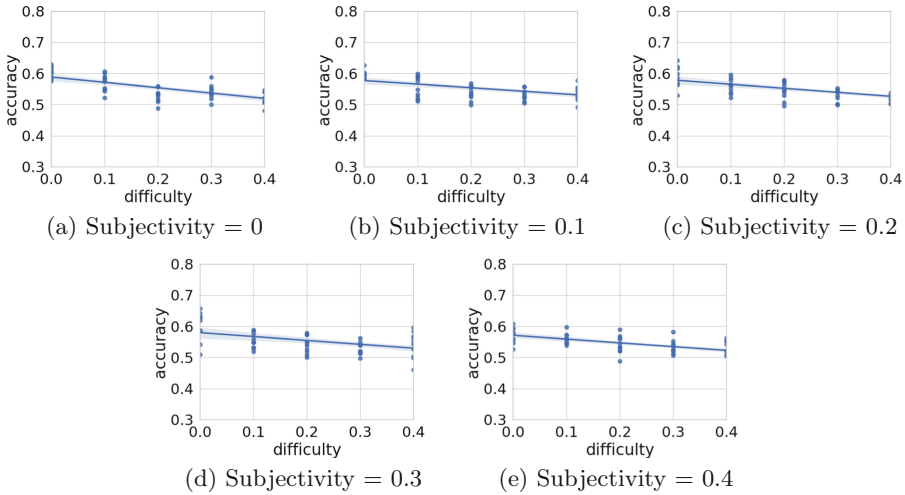 0.8 0.8 0.8
0.7 0.7 0.7
0.6 0.6 0.6
0.5 0.5 0.5
0.4 0.4 0.4
0.3 0.3 0.3
accuracy accuracy accuracy
0.0 0.1 0.2 0.3 0.4 0.0 0.1 0.2 0.3 0.4 0.0 0.1 0.2 0.3 0.4
difficulty difficulty difficulty
(a) Subjectivity = 0 (b) Subjectivity = 0.1 (c) Subjectivity = 0.2
0.8 0.8
0.7 0.7
0.6 0.6
0.5 0.5
0.4 0.4
0.3 0.3
accuracy accuracy
0.0 0.1 0.2 0.3 0.4 0.0 0.1 0.2 0.3 0.4
difficulty difficulty
(d) Subjectivity = 0.3 (e) Subjectivity = 0.4